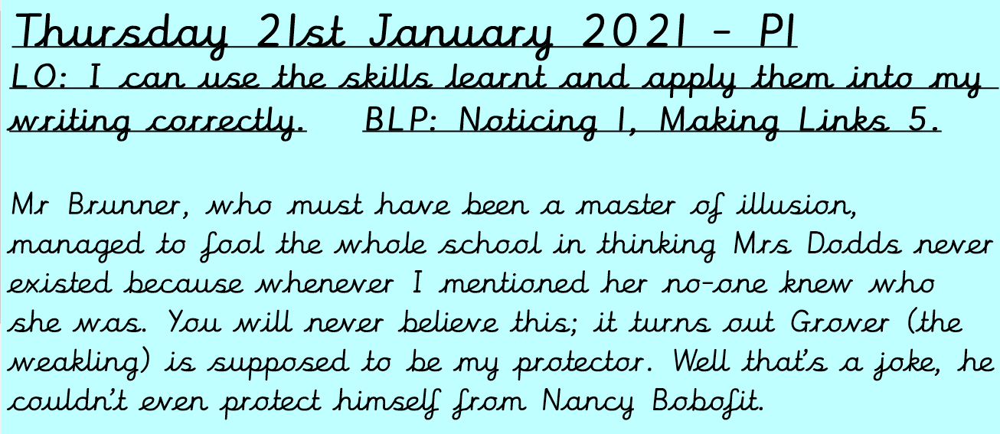 Thursday 21st January 2021 - P1
LO: I can use the skills learnt and apply them into my
writing correctly. BLP: Noticing 1, Making Links 5.
Mr Brunner, who must have been a master of illusion,
managed to fool the whole school in thinking Mrs Dodds never
existed because whenever I mentioned her no-one knew who
she was. You will never believe this; it turns out Grover (the
weakling) is supposed to be my protector. Well that's a joke, he
couldn't even protect himself from Nancy Bobofit.